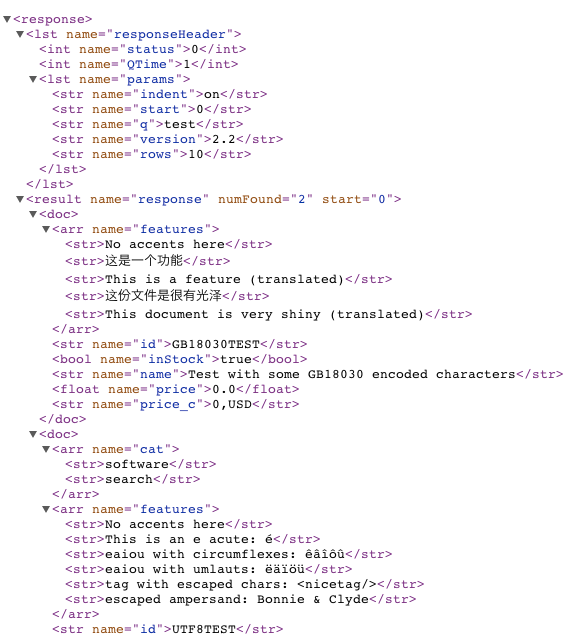 <response>
<lst name="responseHeader">
<int name="status">0</int>
<int name="QTime">1</int>
<lst name="params">
<str name="indent">on</str>
<str name="start">0</str>
<str name="q">test</str>
<str name="version">2.2</str>
<str name="rows">10</str>
</lst>
</lst>
<result name="response" numFound="2" start="0">
<doc>
<arr name="features">
<str>No accents here</str>
<str>这是一个功能</str>
<str>This is a feature (translated)</str>
<str>这份文件是很有光泽</str>
<str>This document is very shiny (translated)</str>
</arr>
<str name="id">GB18030TEST</str>
<bool name="inStock">true</bool>
<str name="name">Test with some GB18030 encoded characters</str>
<float name="price">0.0</float>
<str name="price_c">0,USD</str>
</doc>
<doc>
<arr name="cat">
<str>software</str>
<str>search</str>
</arr>
<arr name="features">
<str>No accents here</str>
<str>This is an e acute: é</str>
<str>eaiou with circumflexes: êâîôû</str>
<str>eaiou with umlauts: ëäïöü</str>
<str>tag with escaped chars: <nicetag/></str>
<str>escaped ampersand: Bonnie & Clyde</str>
</arr>
<str name="id">UTF8TEST</str>